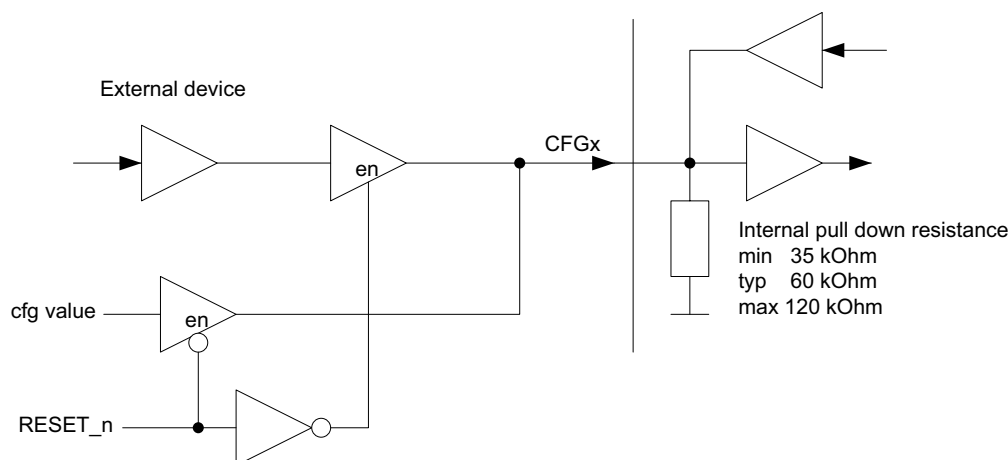 External device
en
CFGx
Internal pull down resistance
min 35 kOhm
typ 60 kOhm
max 120 kOhm
cfg value
en
RESET_n